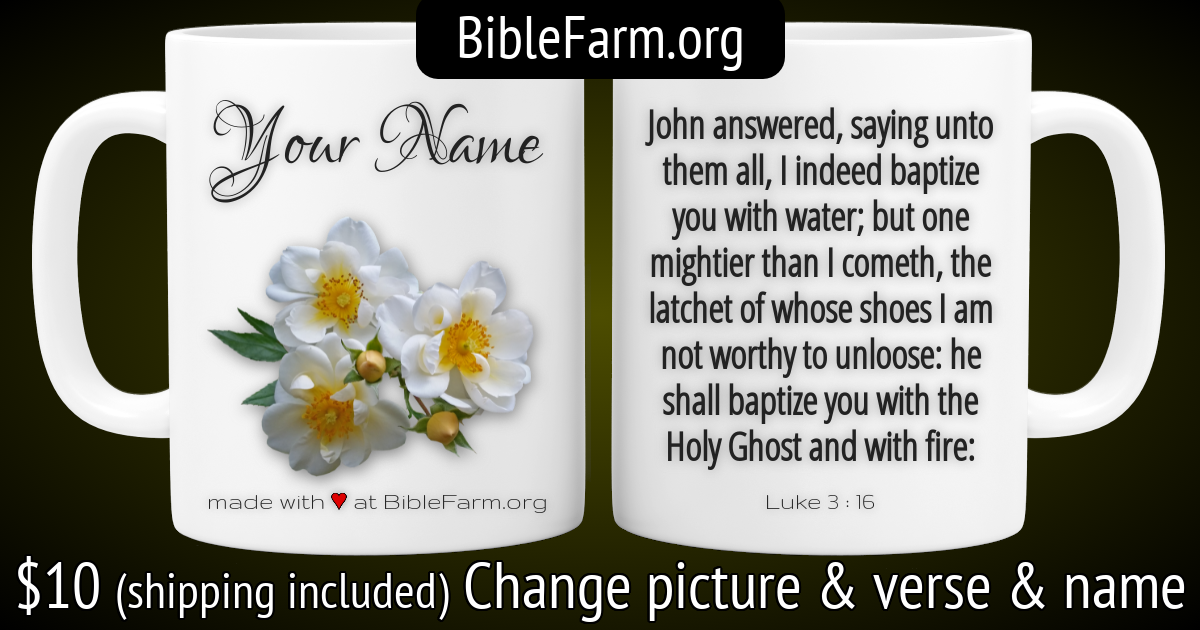 BibleFarm.org
Your Name
made with ♥ at BibleFarm.org
John answered, saying unto
them all, I indeed baptize
you with water; but one
mightier than I cometh, the
latchet of whose shoes I am
not worthy to unloose: he
shall baptize you with the
Holy Ghost and with fire:
Luke 3 : 16
$10 (shipping included) Change picture & verse & name